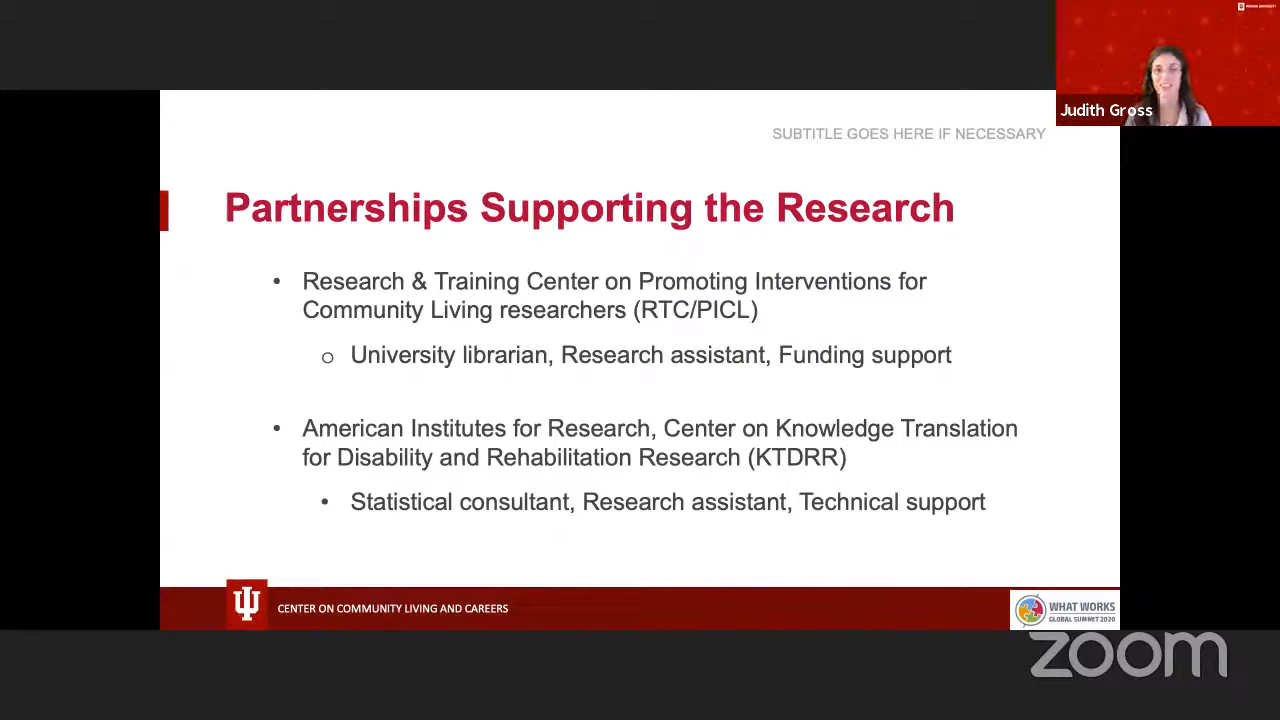 INDIANA UNIVERSITY
Judith Gross
SUBTITLE GOES HERE IF NECESSARY
Partnerships Supporting the Research
• Research & Training Center on Promoting Interventions for
Community Living researchers (RTC/PICL)
o University librarian, Research assistant, Funding support
• American Institutes for Research, Center on Knowledge Translation
for Disability and Rehabilitation Research (KTDRR)
• Statistical consultant, Research assistant, Technical support
CENTER ON COMMUNITY LIVING AND CAREERS
WHAT WORKS
GLOBAL SUMMIT 2020
zoom